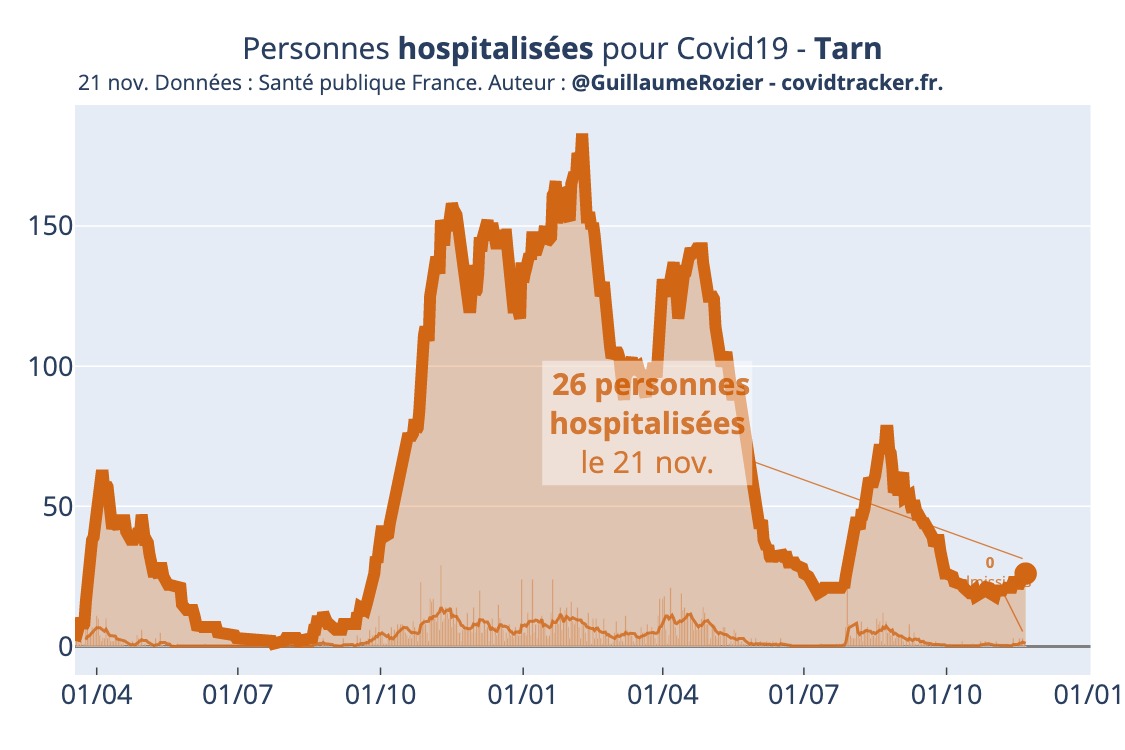 Personnes hospitalisées pour Covid19 - Tarn
21 nov. Données : Santé publique France. Auteur : @GuillaumeRozier - covidtracker.fr.
150
100
50
0
26 personnes
hospitalisées
le 21 nov.
0
01/04 01/07 01/10 01/01 01/04 01/07 01/10 01/01